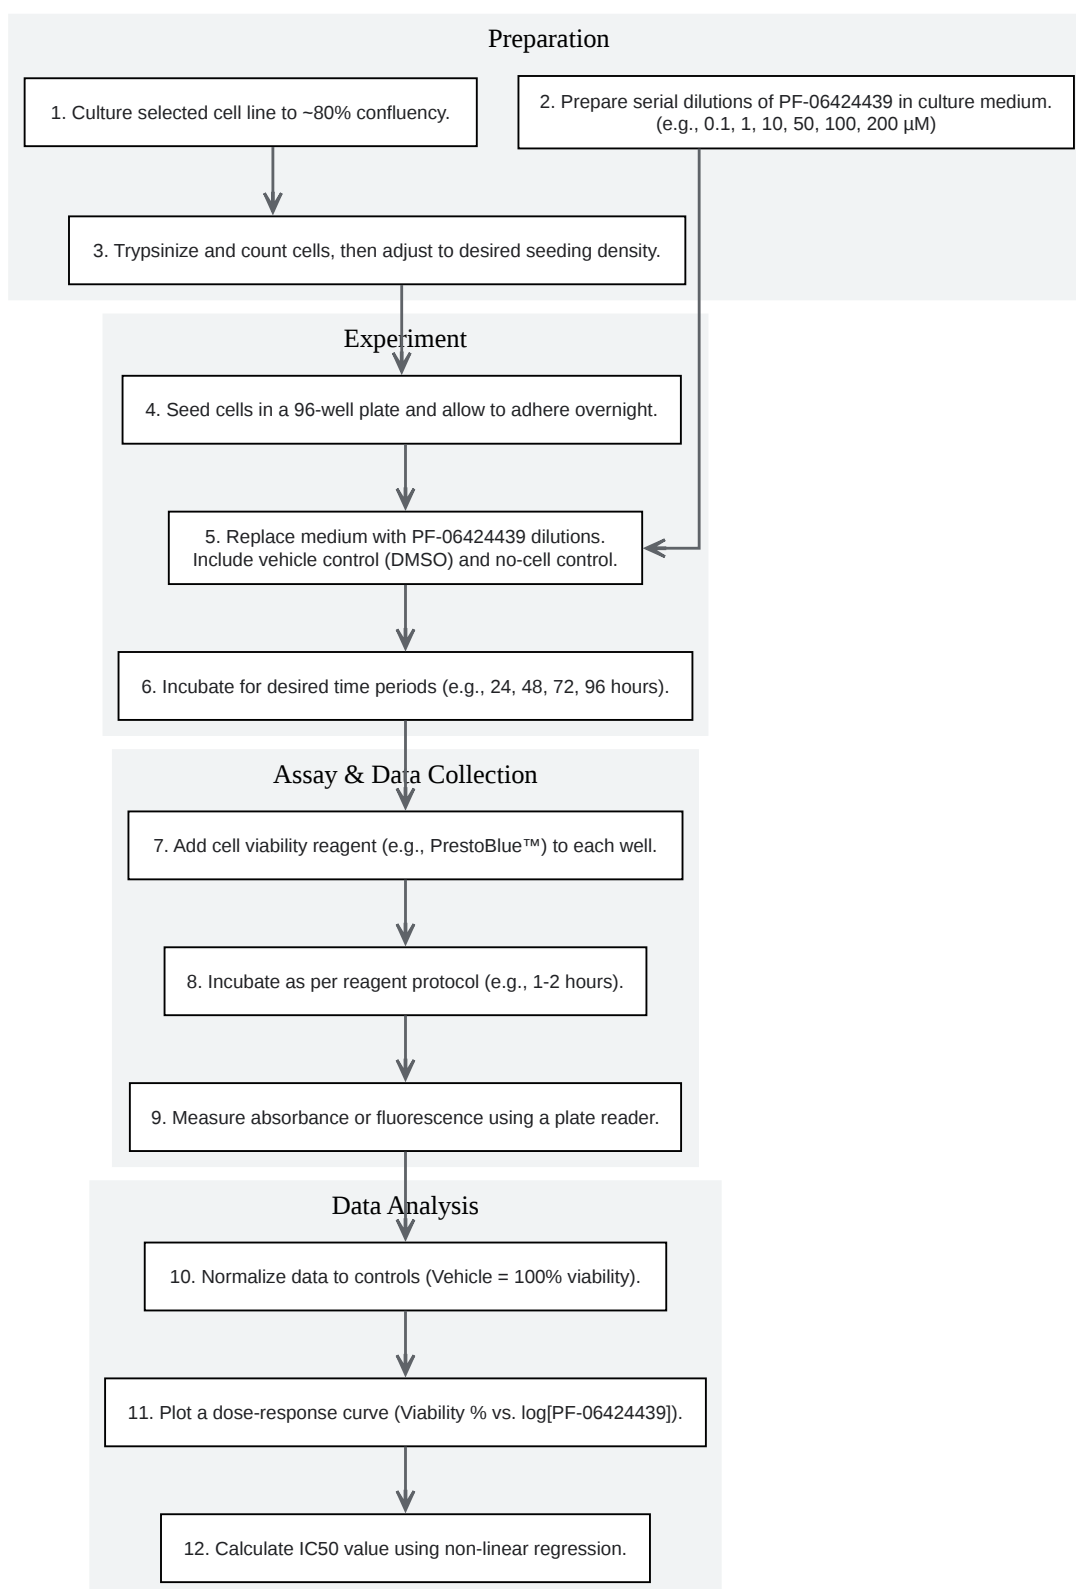 Preparation
1. Culture selected cell line to ~80% confluency.
2. Prepare serial dilutions of PF-06424439 in culture medium.
(e.g., 0.1, 1, 10, 50, 100, 200 µM)
3. Trypsinize and count cells, then adjust to desired seeding density.
Experiment
4. Seed cells in a 96-well plate and allow to adhere overnight.
5. Replace medium with PF-06424439 dilutions.
Include vehicle control (DMSO) and no-cell control.
6. Incubate for desired time periods (e.g., 24, 48, 72, 96 hours).
Assay & Data Collection
7. Add cell viability reagent (e.g., PrestoBlue™) to each well.
8. Incubate as per reagent protocol (e.g., 1-2 hours).
9. Measure absorbance or fluorescence using a plate reader.
Data Analysis
10. Normalize data to controls (Vehicle = 100% viability).
11. Plot a dose-response curve (Viability % vs. log[PF-06424439]).
12. Calculate IC50 value using non-linear regression.